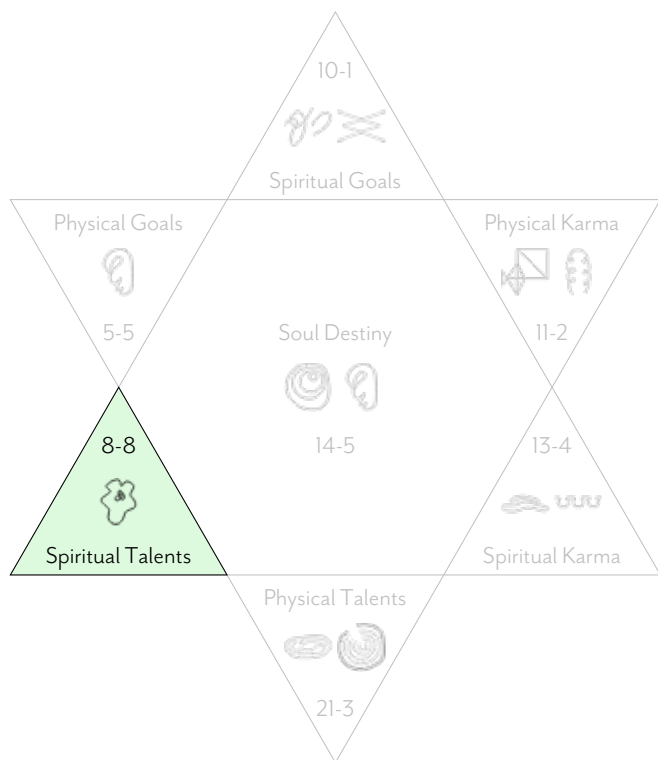 10-1
Spiritual Goals
Physical Goals
5-5
Physical Karma
11-2
Soul Destiny
14-5
8-8
Spiritual Talents
13-4
Spiritual Karma
Physical Talents
21-3